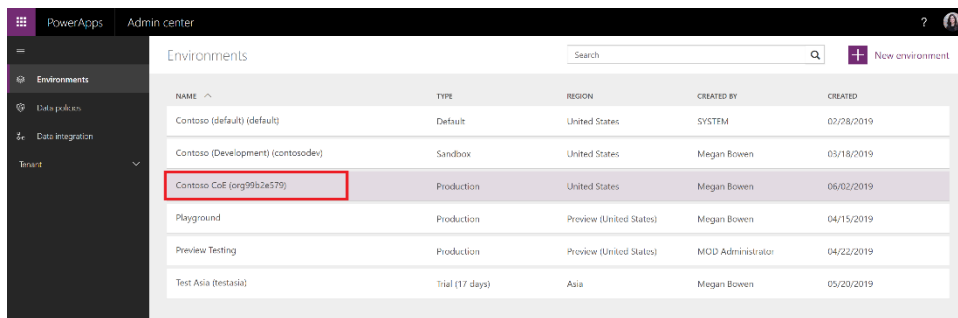 PowerApps Admin center ?
Environments Search New environment
Environments
Data policies
Data integration
Tenant
NAME TYPE REGION CREATED BY CREATED
Contoso (default) (default) Default United States SYSTEM 02/28/2019
Contoso (Development) (contosodev) Sandbox United States Megan Bowen 03/18/2019
Contoso CoE (org99b2e579) Production United States Megan Bowen 06/02/2019
Playground Production Preview (United States) Megan Bowen 04/15/2019
Preview Testing Production Preview (United States) MOD Administrator 04/22/2019
Test Asia (testasia) Trial (17 days) Asia Megan Bowen 05/20/2019